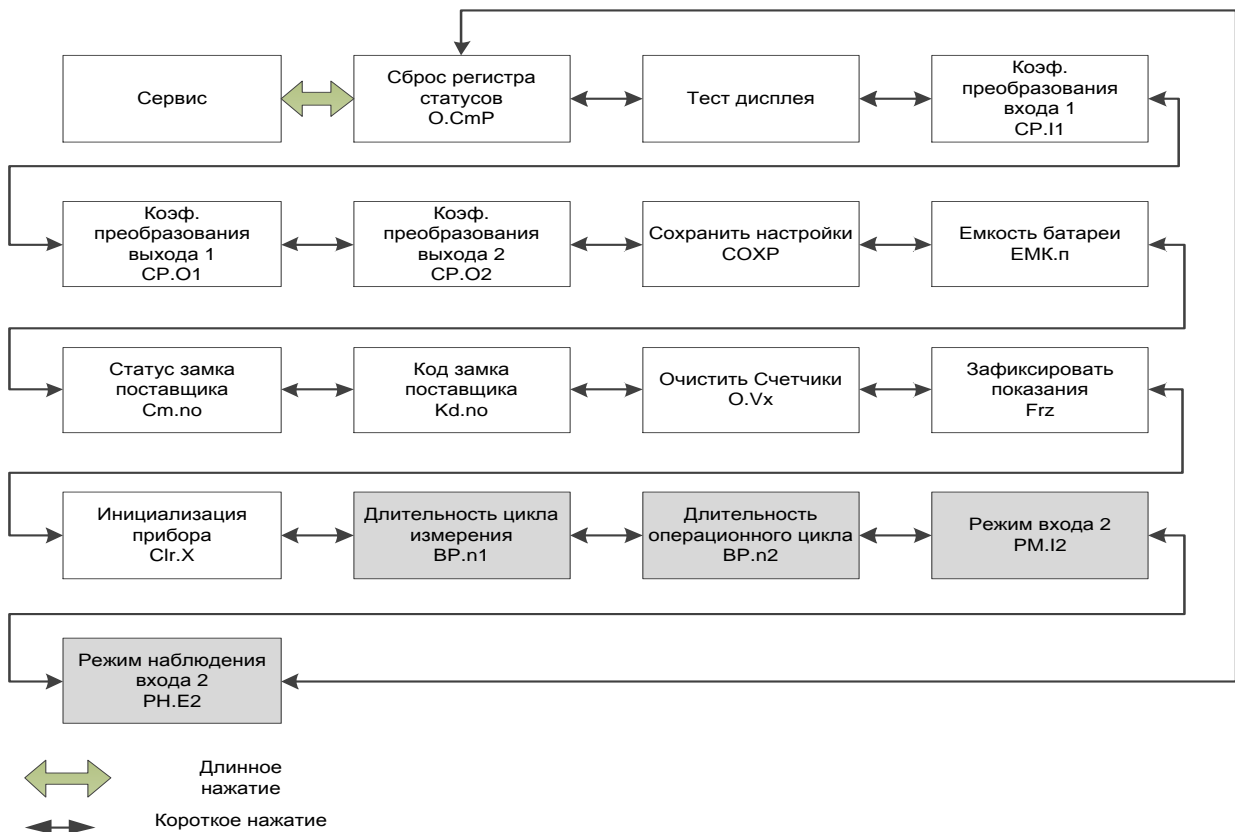 Сервис
Сброс регистра
статусов
O.CmP
Тест дисплея
Коэф.
преобразования
входа 1
CP.I1
Коэф.
преобразования
выхода 1
CP.O1
Коэф.
преобразования
выхода 2
CP.O2
Сохранить настройки
СОХР
Емкость батареи
ЕМК.п
Статус замка
поставщика
Cm.no
Код замка
поставщика
Kd.no
Очистить Счетчики
O.Vx
Зафиксировать
показания
Frz
Инициализация
прибора
Clr.X
Длительность цикла
измерения
BP.n1
Длительность
операционного цикла
BP.n2
Режим входа 2
PM.I2
Режим наблюдения
входа 2
PH.E2
Длинное
нажатие
Короткое нажатие